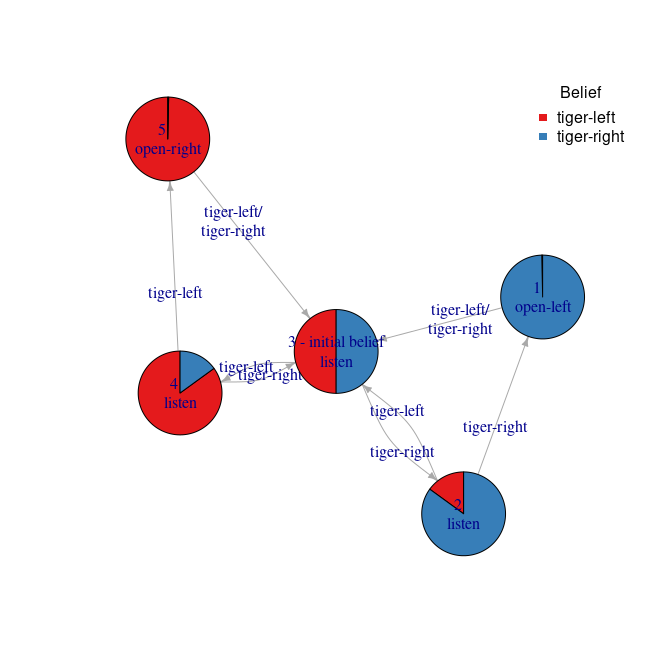 Belief
tiger-left
tiger-right
5
open-right
tiger-left/
tiger-right
1
open-left
tiger-left
tiger-left/
tiger-right
3 - initial belief
listen
tiger-left
tiger-right
4
listen
tiger-left
tiger-right
tiger-right
2
listen